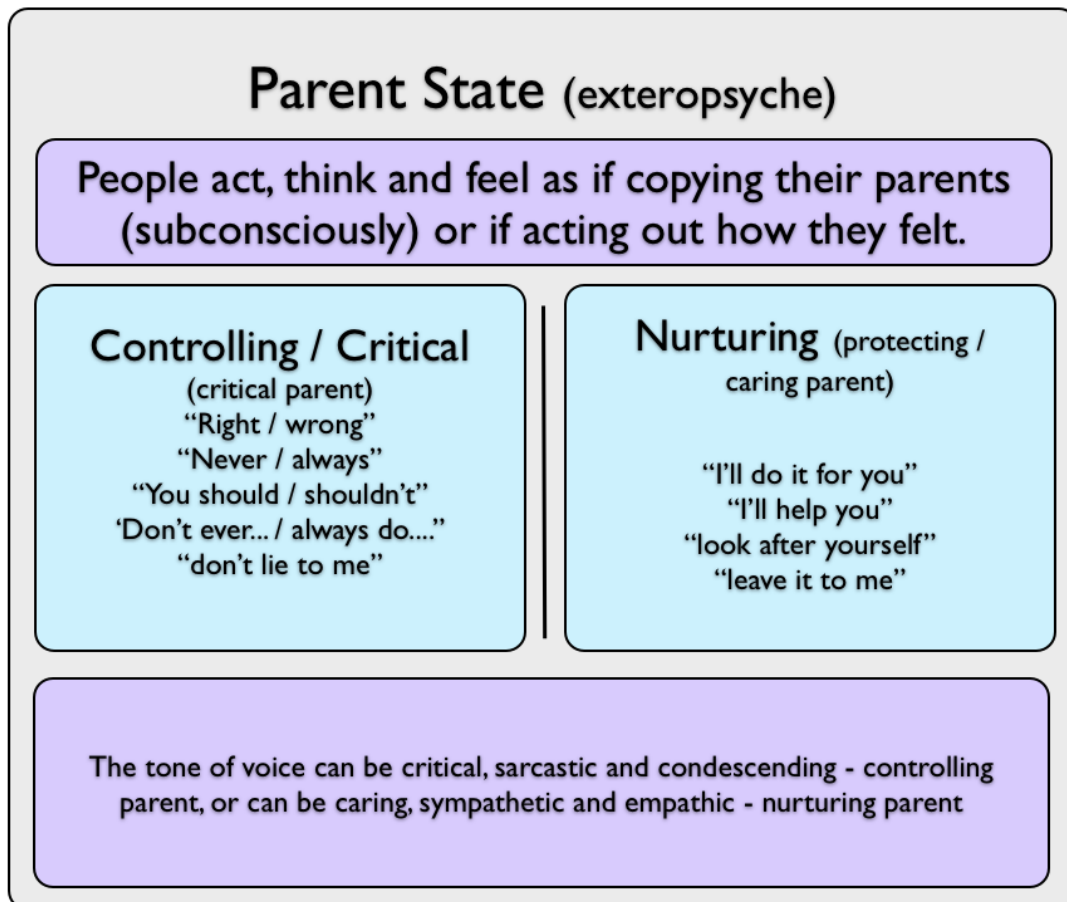 Parent State (exteropsyche)
People act, think and feel as if copying their parents
(subconsciously) or if acting out how they felt.
Controlling / Critical
(critical parent)
“Right / wrong”
“Never / always”
“You should / shouldn’t”
‘Don’t ever... / always do....”
“don’t lie to me”
Nurturing (protecting /
caring parent)
“I’ll do it for you”
“I’ll help you”
“look after yourself”
“leave it to me”
The tone of voice can be critical, sarcastic and condescending - controlling
parent, or can be caring, sympathetic and empathic - nurturing parent